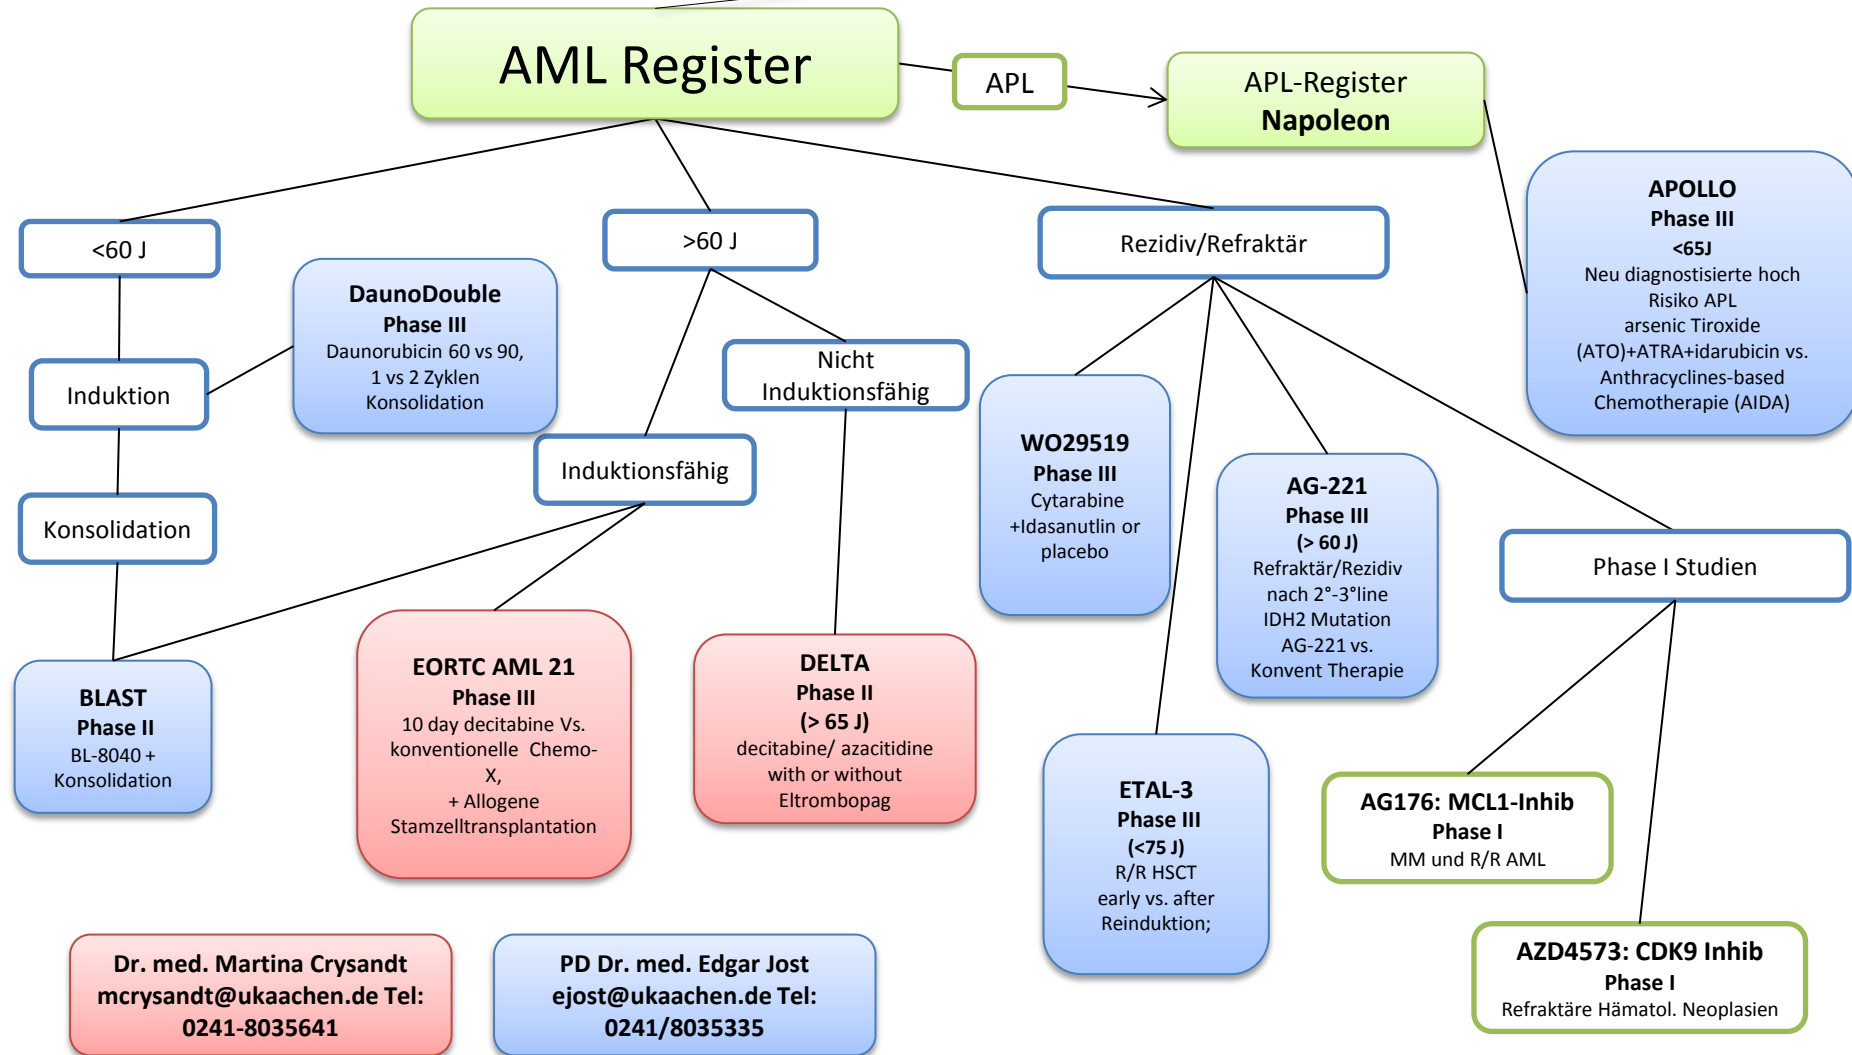 AML Register
APL
APL-Register
Napoleon
<60 J
>60 J
Rezidiv/Refraktär
APOLLO
Phase III
<65J
Neu diagnostisierte hoch
Risiko APL
arsenic Tiroxide
(ATO)+ATRA+idarubicin vs.
Anthracyclines-based
Chemotherapie (AIDA)
DaunoDouble
Phase III
Daunorubicin 60 vs 90,
1 vs 2 Zyklen
Konsolidation
Induktion
Nicht
Induktionsfähig
Induktionsfähig
Konsolidation
WO29519
Phase III
Cytarabine
+Idasanutlin or
placebo
AG-221
Phase III
(> 60 J)
Refraktär/Rezidiv
nach 2°-3°line
IDH2 Mutation
AG-221 vs.
Konvent Therapie
Phase I Studien
BLAST
Phase II
BL-8040 +
Konsolidation
EORTC AML 21
Phase III
10 day decitabine Vs.
konventionelle Chemo-
X,
+ Allogene
Stamzelltransplantation
DELTA
Phase II
(> 65 J)
decitabine/ azacitidine
with or without
Eltrombopag
ETAL-3
Phase III
(<75 J)
R/R HSCT
early vs. after
Reinduktion;
AG176: MCL1-Inhib
Phase I
MM und R/R AML
AZD4573: CDK9 Inhib
Phase I
Refraktäre Hämatol. Neoplasien
Dr. med. Martina Crysandt
mcrysandt@ukaachen.de Tel:
0241-8035641
PD Dr. med. Edgar Jost
ejost@ukaachen.de Tel:
0241/8035335